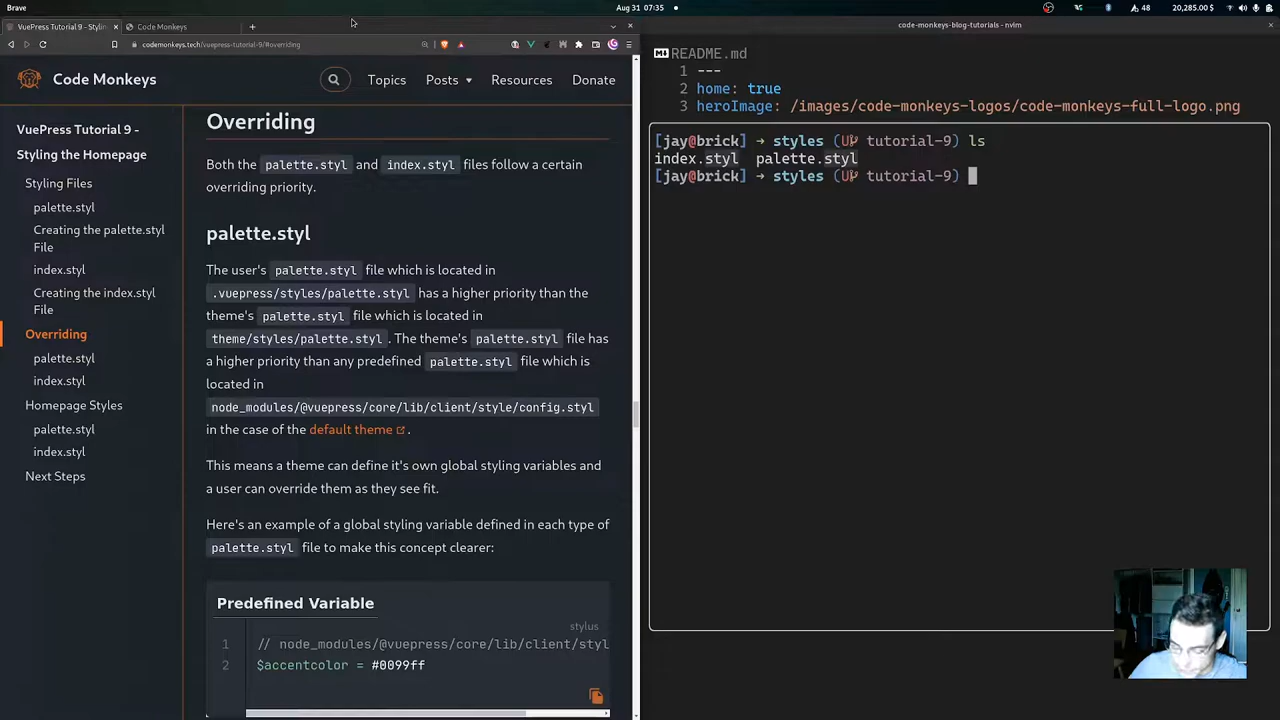 Brave
Aug 31 07:35
48
20,285.00 $
VuePress Tutorial 9 - Stylin
Code Monkeys
codemonkeys.tech/vuepress-tutorial-9/#overriding
Code Monkeys
Topics
Posts
Resources
Donate
VuePress Tutorial 9 -
Styling the Homepage
Styling Files
palette.styl
Creating the palette.styl
File
index.styl
Creating the index.styl
File
Overriding
palette.styl
index.styl
Homepage Styles
palette.styl
index.styl
Next Steps
Overriding
Both the palette.styl and index.styl files follow a certain
overriding priority.
palette.styl
The user's palette.styl file which is located in
.vuepress/styles/palette.styl has a higher priority than the
theme's palette.styl file which is located in
theme/styles/palette.styl. The theme's palette.styl file has
a higher priority than any predefined palette.styl file which is
located in
node_modules/@vuepress/core/lib/client/style/config.styl
in the case of the default theme.
This means a theme can define it's own global styling variables and
a user can override them as they see fit.
Here's an example of a global styling variable defined in each type of
palette.styl file to make this concept clearer:
Predefined Variable
stylus
1 // node_modules/@vuepress/core/lib/client/styl
2 $accentcolor = #0099ff
code-monkeys-blog-tutorials - nvim
README.md
1 ---
2 home: true
3 heroImage: /images/code-monkeys-logos/code-monkeys-full-logo.png
[jay@brick] → styles (U tutorial-9) ls
index.styl palette.styl
[jay@brick] → styles (U tutorial-9)